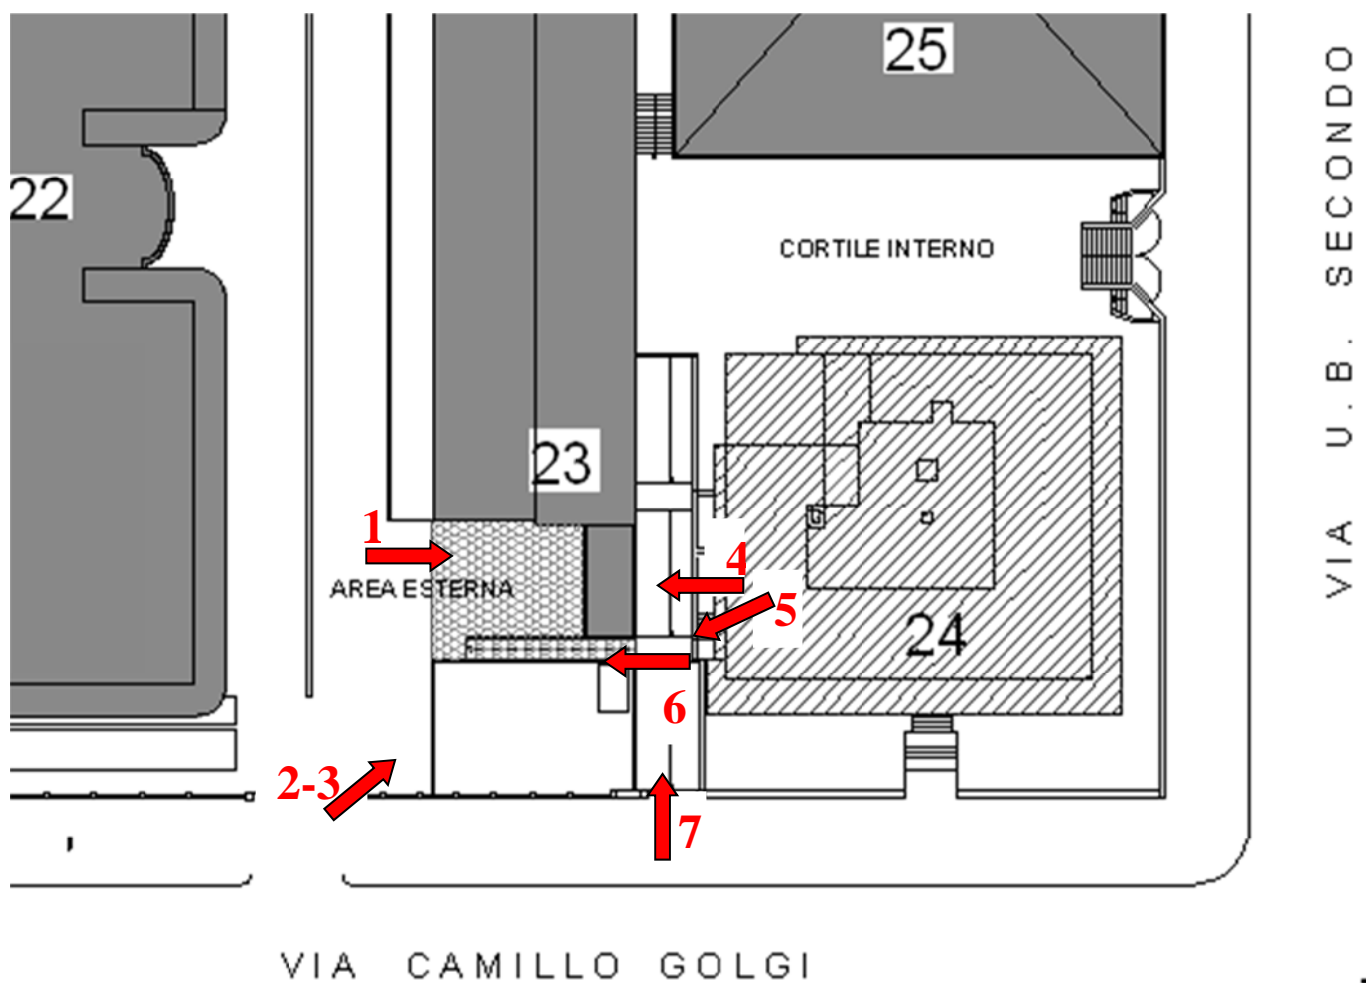 25
22
CORTILE INTERNO
VIA U.B. SECONDO
23
1
4
AREA ESTERNA
5
24
6
2-3
7
VIA CAMILLO GOLGI